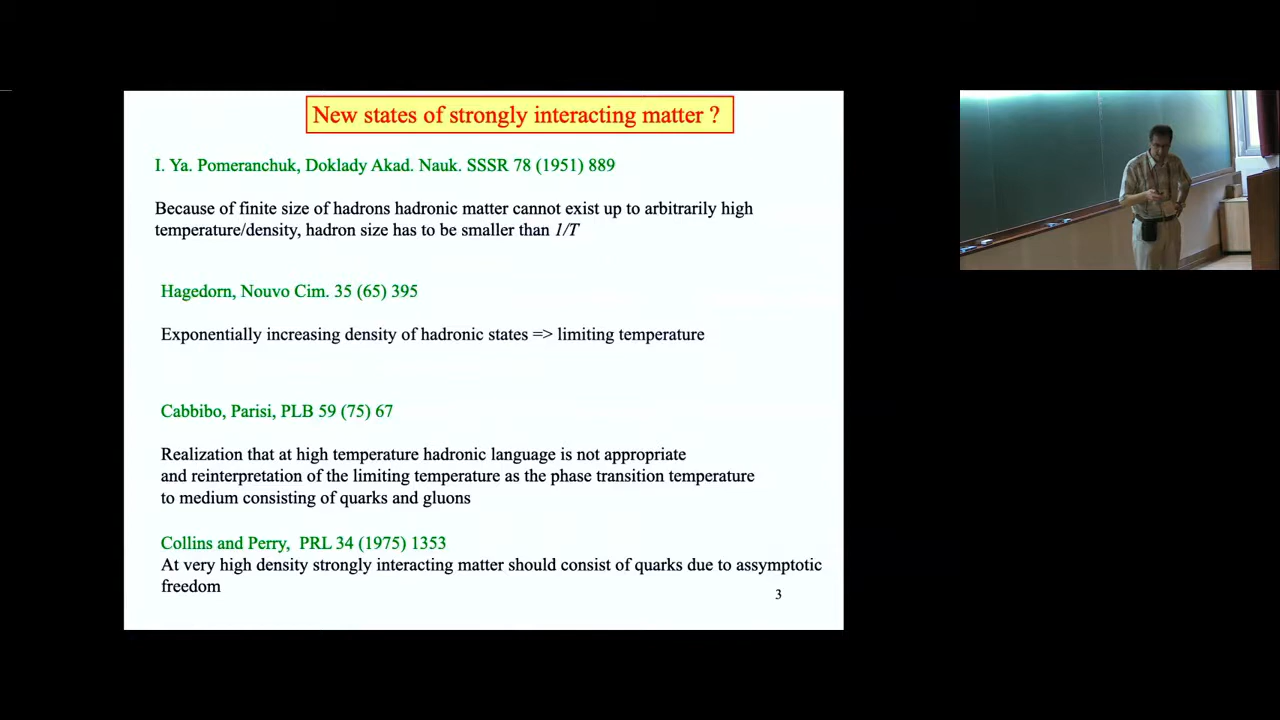 New states of strongly interacting matter ?
I. Ya. Pomeranchuk, Doklady Akad. Nauk. SSSR 78 (1951) 889
Because of finite size of hadrons hadronic matter cannot exist up to arbitrarily high
temperature/density, hadron size has to be smaller than 1/T
Hagedorn, Nouvo Cim. 35 (65) 395
Exponentially increasing density of hadronic states => limiting temperature
Cabbibo, Parisi, PLB 59 (75) 67
Realization that at high temperature hadronic language is not appropriate
and reinterpretation of the limiting temperature as the phase transition temperature
to medium consisting of quarks and gluons
Collins and Perry, PRL 34 (1975) 1353
At very high density strongly interacting matter should consist of quarks due to assymptotic
freedom
3